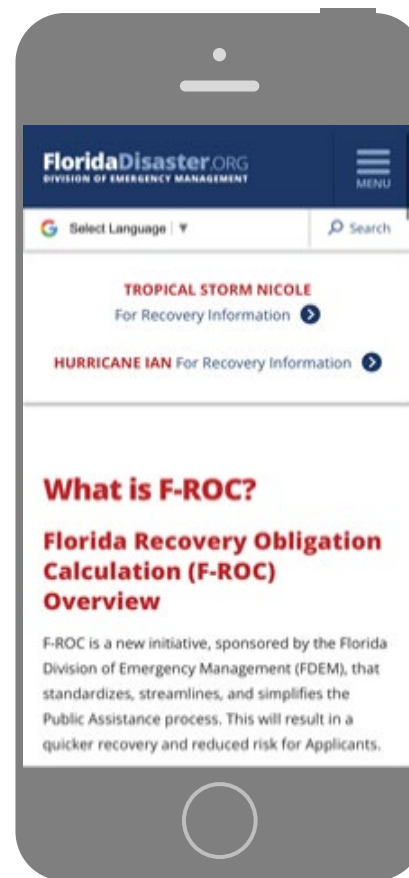 FloridaDisaster.ORG
DIVISION OF EMERGENCY MANAGEMENT
MENU
Select Language
Search
TROPICAL STORM NICOLE
For Recovery Information
HURRICANE IAN For Recovery Information
What is F-ROC?
Florida Recovery Obligation
Calculation (F-ROC)
Overview
F-ROC is a new initiative, sponsored by the Florida
Division of Emergency Management (FDEM), that
standardizes, streamlines, and simplifies the
Public Assistance process. This will result in a
quicker recovery and reduced risk for Applicants.